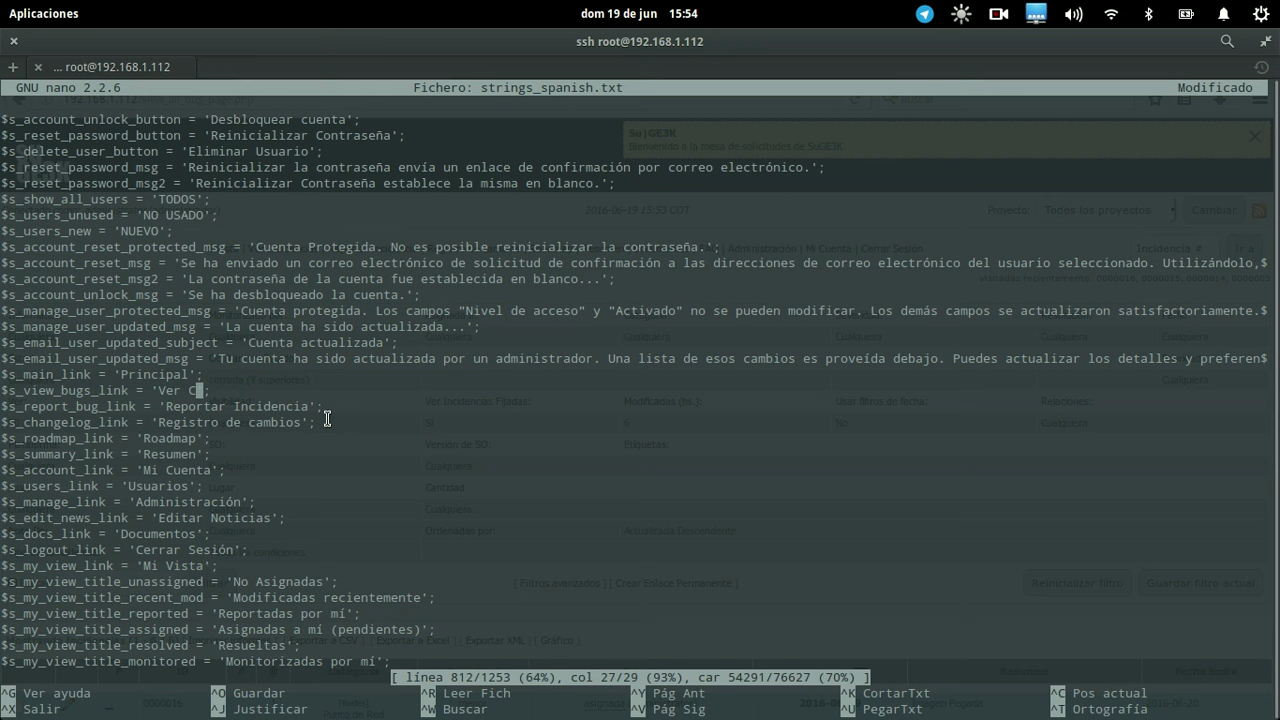 Aplicaciones
dom 19 de jun 15:54
ssh root@192.168.1.112
... root@192.168.1.112
GNU nano 2.2.6 Fichero: strings_spanish.txt Modificado
$s_account_unlock_button = 'Desbloquear cuenta';
$s_reset_password_button = 'Reinicializar Contraseña';
$s_delete_user_button = 'Eliminar Usuario';
$s_reset_password_msg = 'Reinicializar la contraseña envía un enlace de confirmación por correo electrónico.';
$s_reset_password_msg2 = 'Reinicializar Contraseña establece la misma en blanco.';
$s_show_all_users = 'TODOS';
$s_users_unused = 'NO USADO';
$s_users_new = 'NUEVO';
$s_account_reset_protected_msg = 'Cuenta Protegida. No es posible reinicializar la contraseña.';
$s_account_reset_msg = 'Se ha enviado un correo electrónico de solicitud de confirmación a las direcciones de correo electrónico del usuario seleccionado. Utilizándolo,$
$s_account_reset_msg2 = 'La contraseña de la cuenta fue establecida en blanco...';
$s_account_unlock_msg = 'Se ha desbloqueado la cuenta.';
$s_manage_user_protected_msg = 'Cuenta protegida. Los campos "Nivel de acceso" y "Activado" no se pueden modificar. Los demás campos se actualizaron satisfactoriamente.$
$s_manage_user_updated_msg = 'La cuenta ha sido actualizada...';
$s_email_user_updated_subject = 'Cuenta actualizada';
$s_email_user_updated_msg = 'Tu cuenta ha sido actualizada por un administrador. Una lista de esos cambios es proveída debajo. Puedes actualizar los detalles y preferen$
$s_main_link = 'Principal';
$s_view_bugs_link = 'Ver C';
$s_report_bug_link = 'Reportar Incidencia';
$s_changelog_link = 'Registro de cambios';
$s_roadmap_link = 'Roadmap';
$s_summary_link = 'Resumen';
$s_account_link = 'Mi Cuenta';
$s_users_link = 'Usuarios';
$s_manage_link = 'Administración';
$s_edit_news_link = 'Editar Noticias';
$s_docs_link = 'Documentos';
$s_logout_link = 'Cerrar Sesión';
$s_my_view_link = 'Mi Vista';
$s_my_view_title_unassigned = 'No Asignadas';
$s_my_view_title_recent_mod = 'Modificadas recientemente';
$s_my_view_title_reported = 'Reportadas por mí';
$s_my_view_title_assigned = 'Asignadas a mí (pendientes)';
$s_my_view_title_resolved = 'Resueltas';
$s_my_view_title_monitored = 'Monitorizadas por mí';
[ línea 812/1253 (64%), col 27/29 (93%), car 54291/76627 (70%) ]
^G Ver ayuda ^O Guardar ^R Leer Fich ^Y Pág Ant ^K CortarTxt ^C Pos actual
^X Salir ^J Justificar ^W Buscar ^V Pág Sig ^U PegarTxt ^T Ortografía